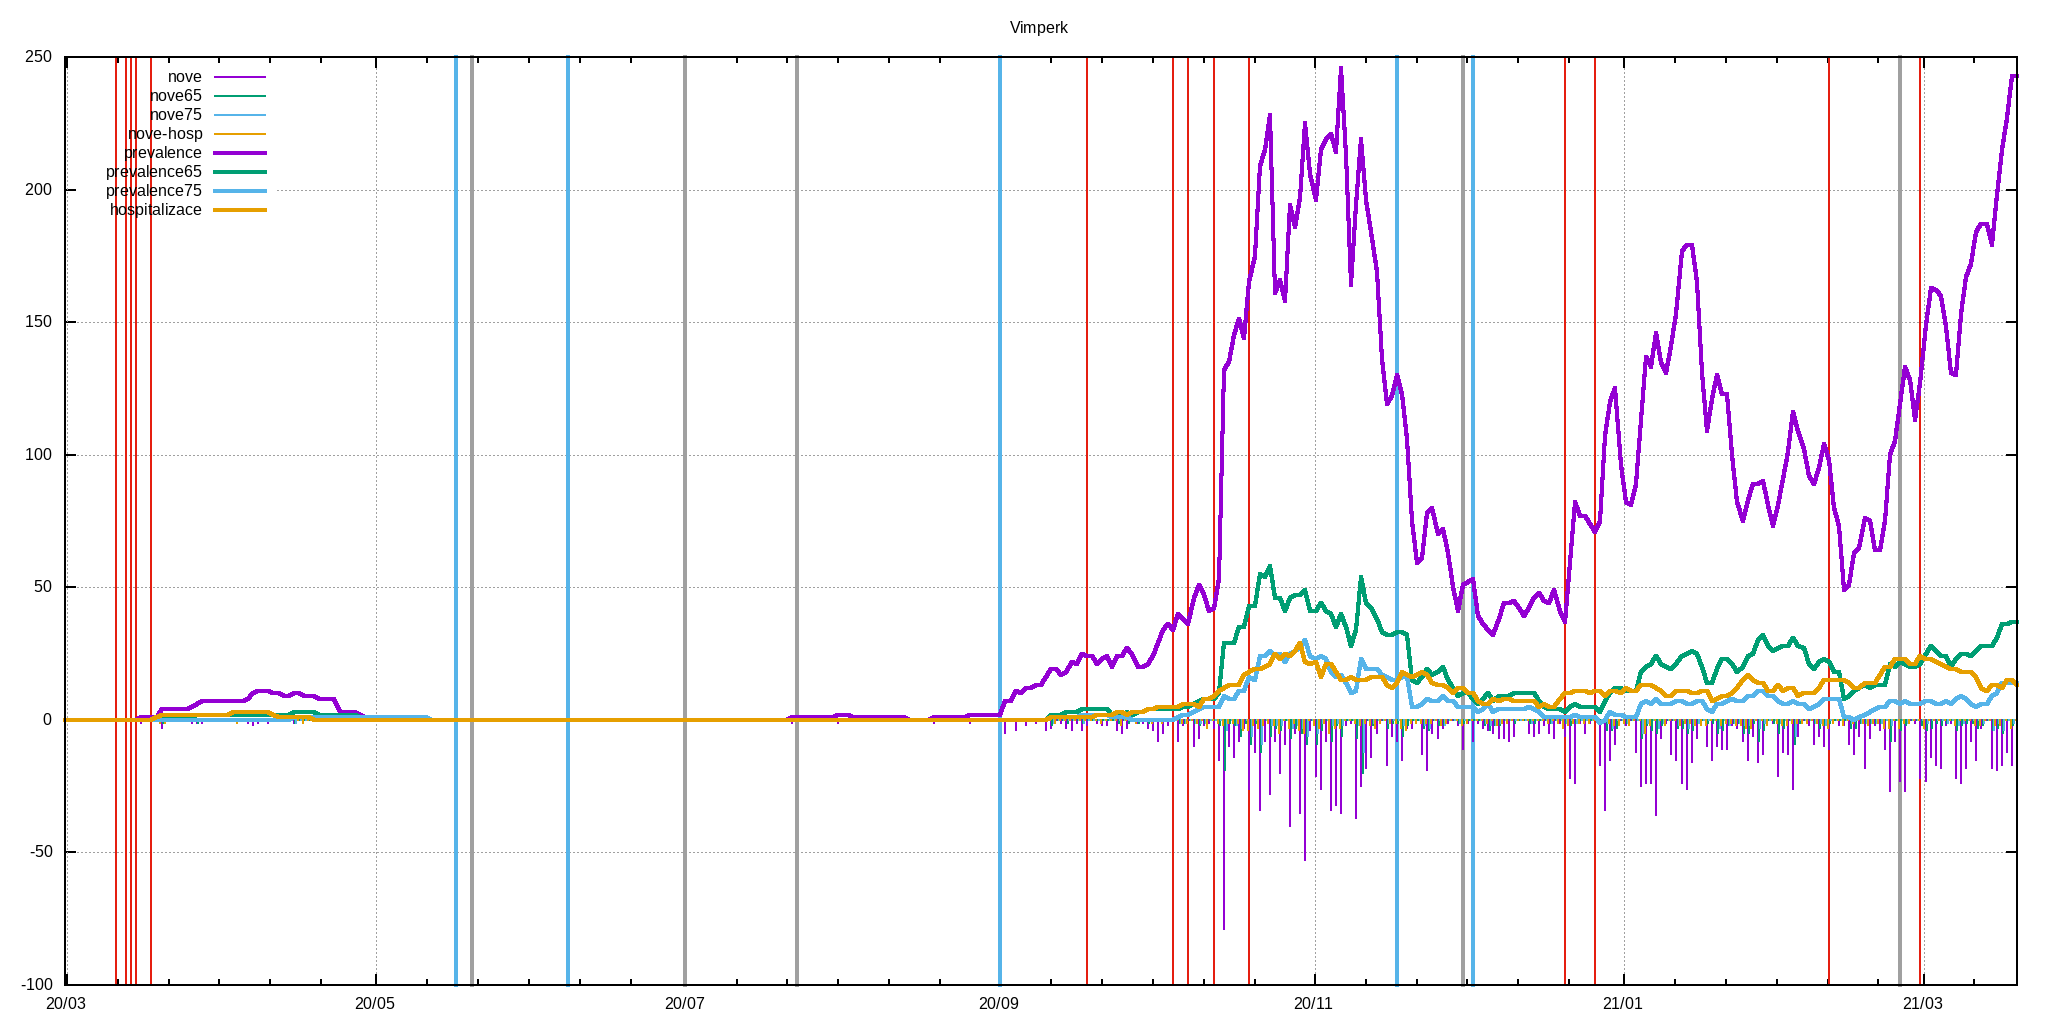 Vimperk
250
200
150
100
50
0
-50
-100
nove
nove65
nove75
nove-hosp
prevalence
prevalence65
prevalence75
hospitalizace
20/03
20/05
20/07
20/09
20/11
21/01
21/03